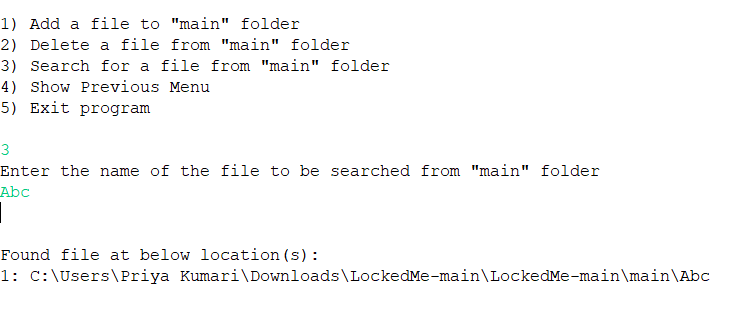 1) Add a file to "main" folder
2) Delete a file from "main" folder
3) Search for a file from "main" folder
4) Show Previous Menu
5) Exit program
3
Enter the name of the file to be searched from "main" folder
Abc
Found file at below location(s):
1: C:\Users\Priya Kumari\Downloads\LockedMe-main\LockedMe-main\main\Abc